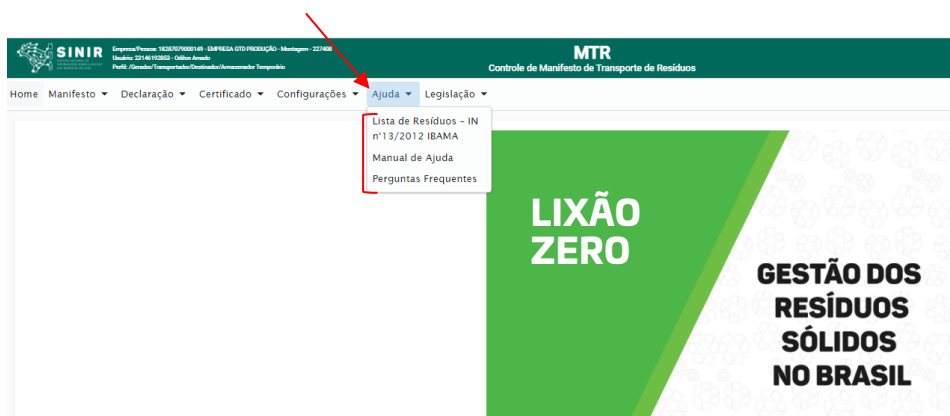 SINIR
Empresa/Pessoa: 18287079000149 - EMPRESA GTD PRODUÇÃO - Montagem - 227408
Usuário: 22146192853 - Odilon Amado
Perfil: /Gerador/Transportador/Destinador/Armazenador Temporário
MTR
Controle de Manifesto de Transporte de Resíduos
Home Manifesto Declaração Certificado Configurações Ajuda Legislação
Lista de Resíduos – IN
n°13/2012 IBAMA
Manual de Ajuda
Perguntas Frequentes
LIXÃO
ZERO
GESTÃO DOS
RESÍDUOS
SÓLIDOS
NO BRASIL